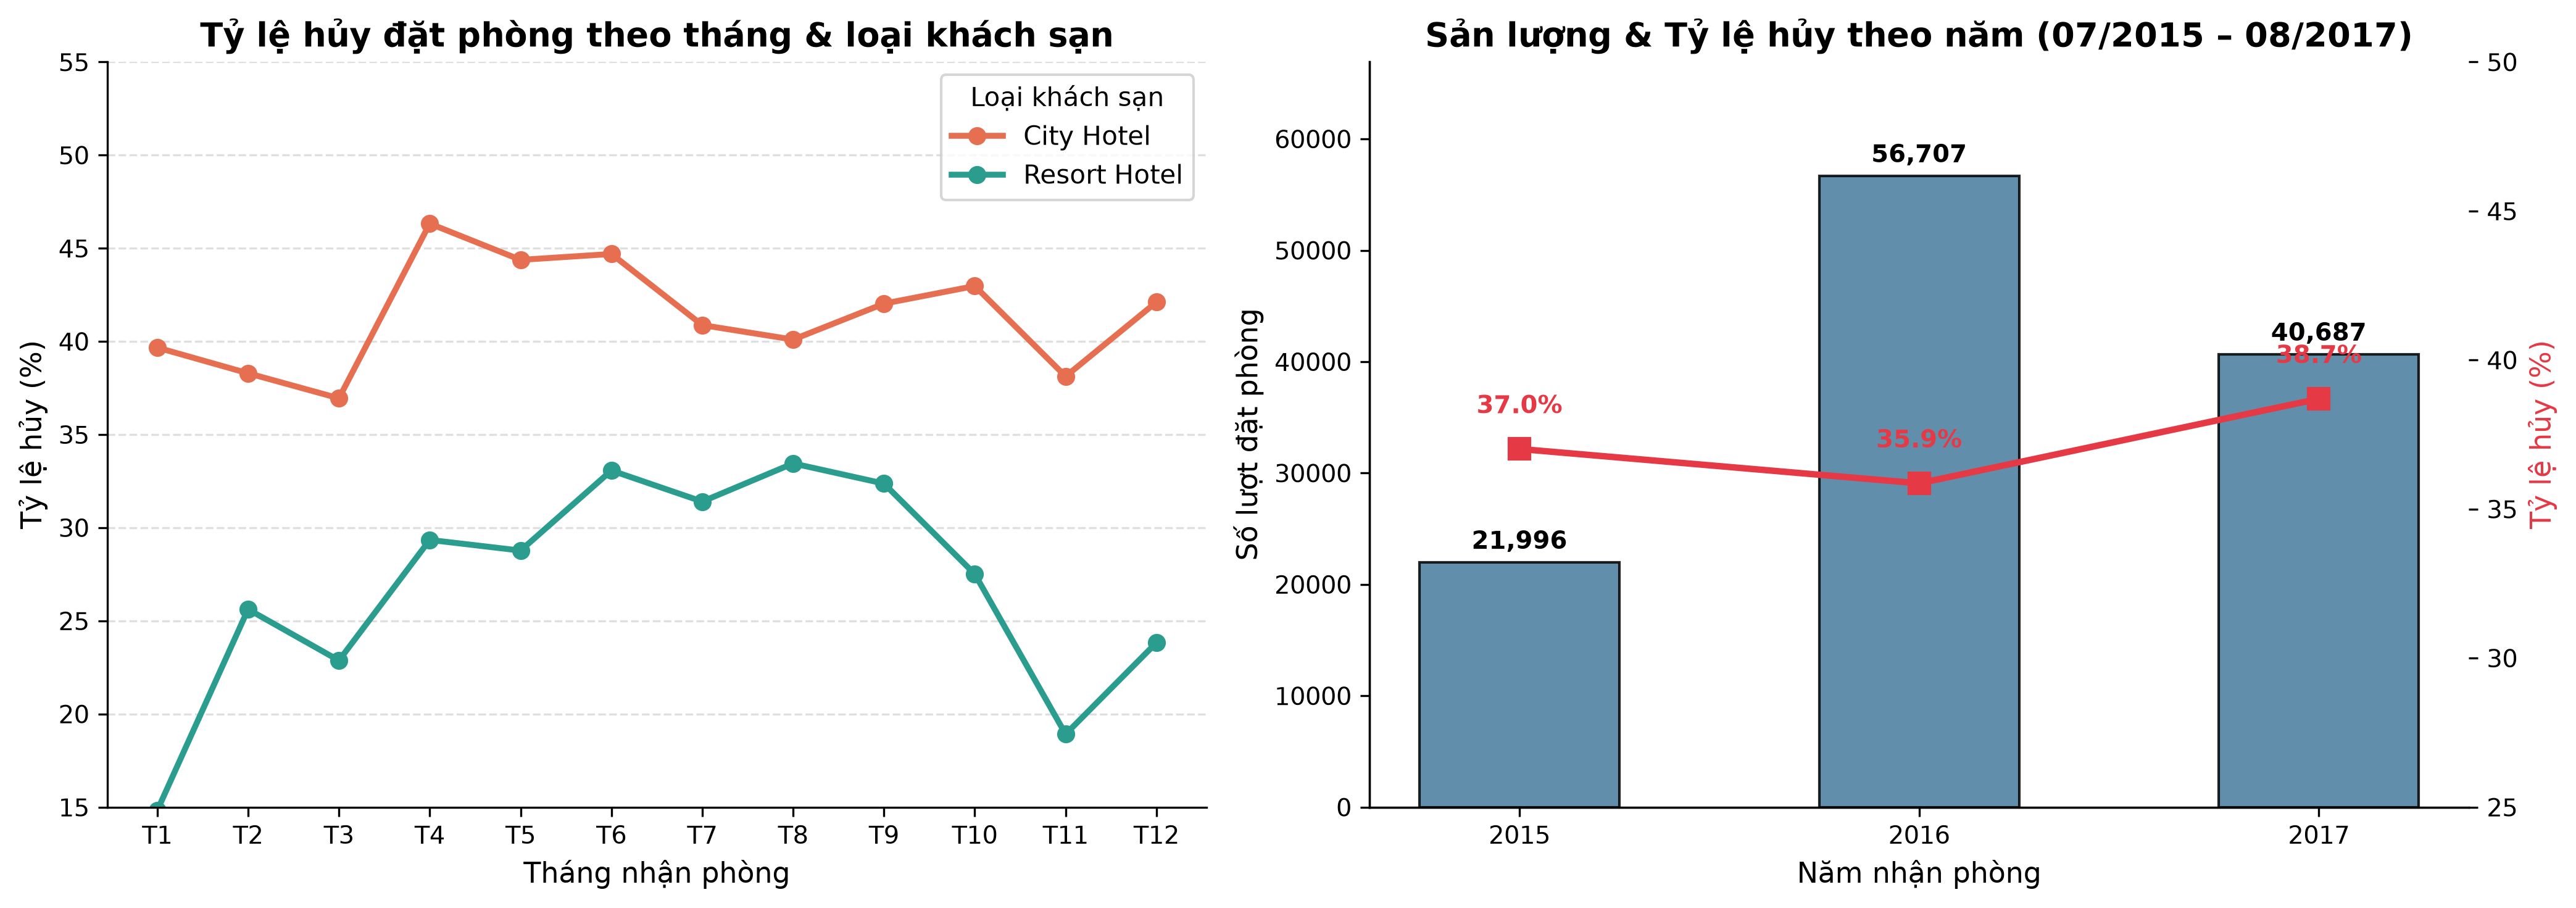 Tỷ lệ hủy đặt phòng theo tháng & loại khách sạn
55
50
45
40
35
30
25
20
15
Tỷ lệ hủy (%)
Loại khách sạn
City Hotel
Resort Hotel
T1 T2 T3 T4 T5 T6 T7 T8 T9 T10 T11 T12
Tháng nhận phòng
Sản lượng & Tỷ lệ hủy theo năm (07/2015 – 08/2017)
60000
50000
40000
30000
20000
10000
0
Số lượt đặt phòng
56,707
40,687
38.7%
37.0%
35.9%
21,996
50
45
40
35
30
25
Tỷ lệ hủy (%)
2015 2016 2017
Năm nhận phòng